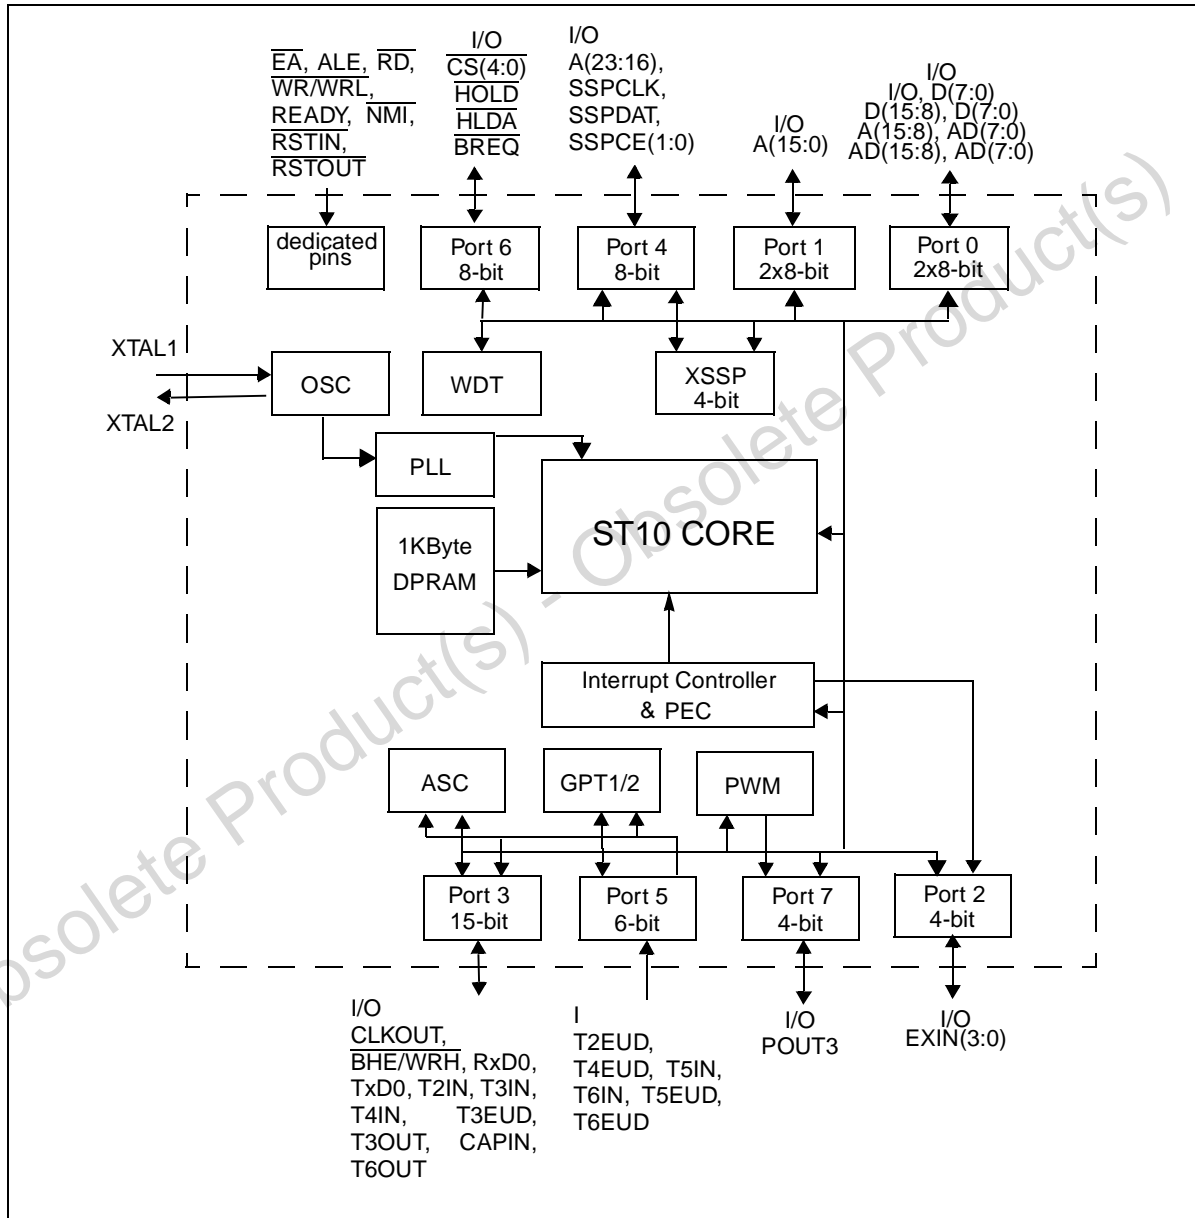 EA, ALE, RD,
WR/WRL,
READY, NMI,
RSTIN,
RSTOUT
I/O
CS(4:0)
HOLD
HLDA
BREQ
I/O
A(23:16),
SSPCLK,
SSPDAT,
SSPCE(1:0)
I/O
A(15:0)
I/O
I/O, D(7:0)
D(15:8), D(7:0)
A(15:8), AD(7:0)
AD(15:8), AD(7:0)
dedicated
pins
Port 6
8-bit
Port 4
8-bit
Port 1
2x8-bit
Port 0
2x8-bit
XTAL1
XTAL2
OSC
WDT
XSSP
4-bit
PLL
1KByte
DPRAM
ST10 CORE
Interrupt Controller
& PEC
ASC
GPT1/2
PWM
Port 3
15-bit
Port 5
6-bit
Port 7
4-bit
Port 2
4-bit
I/O
CLKOUT,
BHE/WRH, RxD0,
TxD0, T2IN, T3IN,
T4IN, T3EUD,
T3OUT, CAPIN,
T6OUT
I
T2EUD,
T4EUD, T5IN,
T6IN, T5EUD,
T6EUD
I/O
POUT3
I/O
EXIN(3:0)
obsolete Product(s) - Obsolete Product(s)